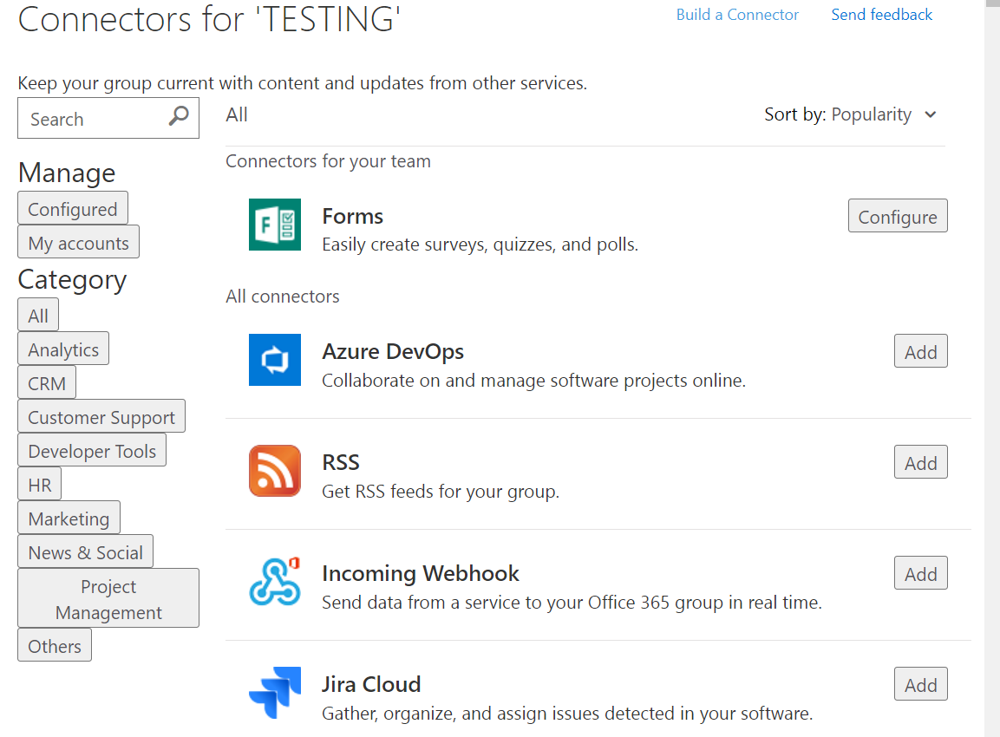 Connectors for 'TESTING'
Build a Connector
Send feedback
Keep your group current with content and updates from other services.
Search
All
Sort by: Popularity
Manage
Configured
My accounts
Category
All
Analytics
CRM
Customer Support
Developer Tools
HR
Marketing
News & Social
Project
Management
Others
Connectors for your team
F
Forms
Easily create surveys, quizzes, and polls.
Configure
All connectors
Azure DevOps
Collaborate on and manage software projects online.
Add
RSS
Get RSS feeds for your group.
Add
Incoming Webhook
Send data from a service to your Office 365 group in real time.
Add
Jira Cloud
Gather, organize, and assign issues detected in your software.
Add